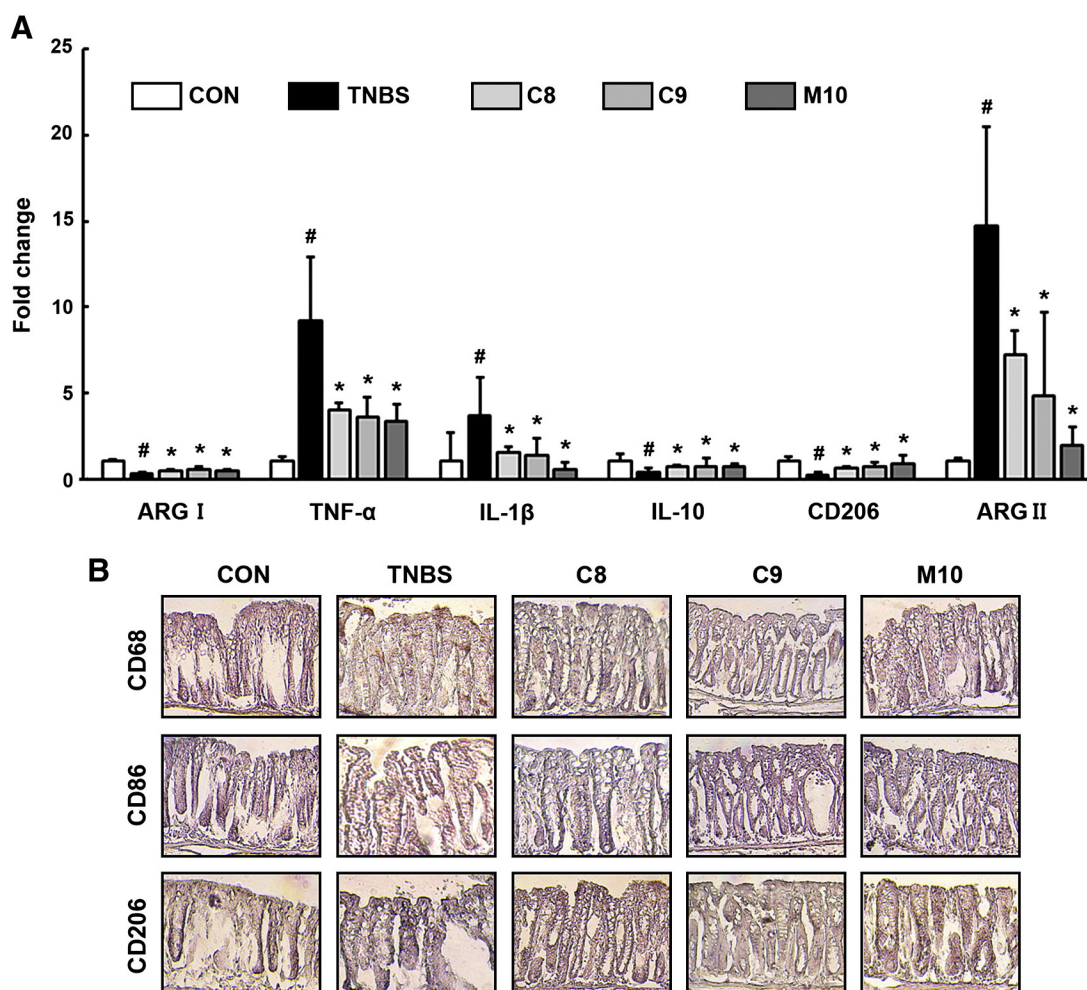 A
25
CON TNBS C8 C9 M10
#
20
#
15
Fold change
*
*
10
#
5
* * *
* * *
*
# * * *
# * * *
# * * *
0
ARG I TNF-α IL-1β IL-10 CD206 ARG II
B
CON TNBS C8 C9 M10
CD68
CD86
CD206